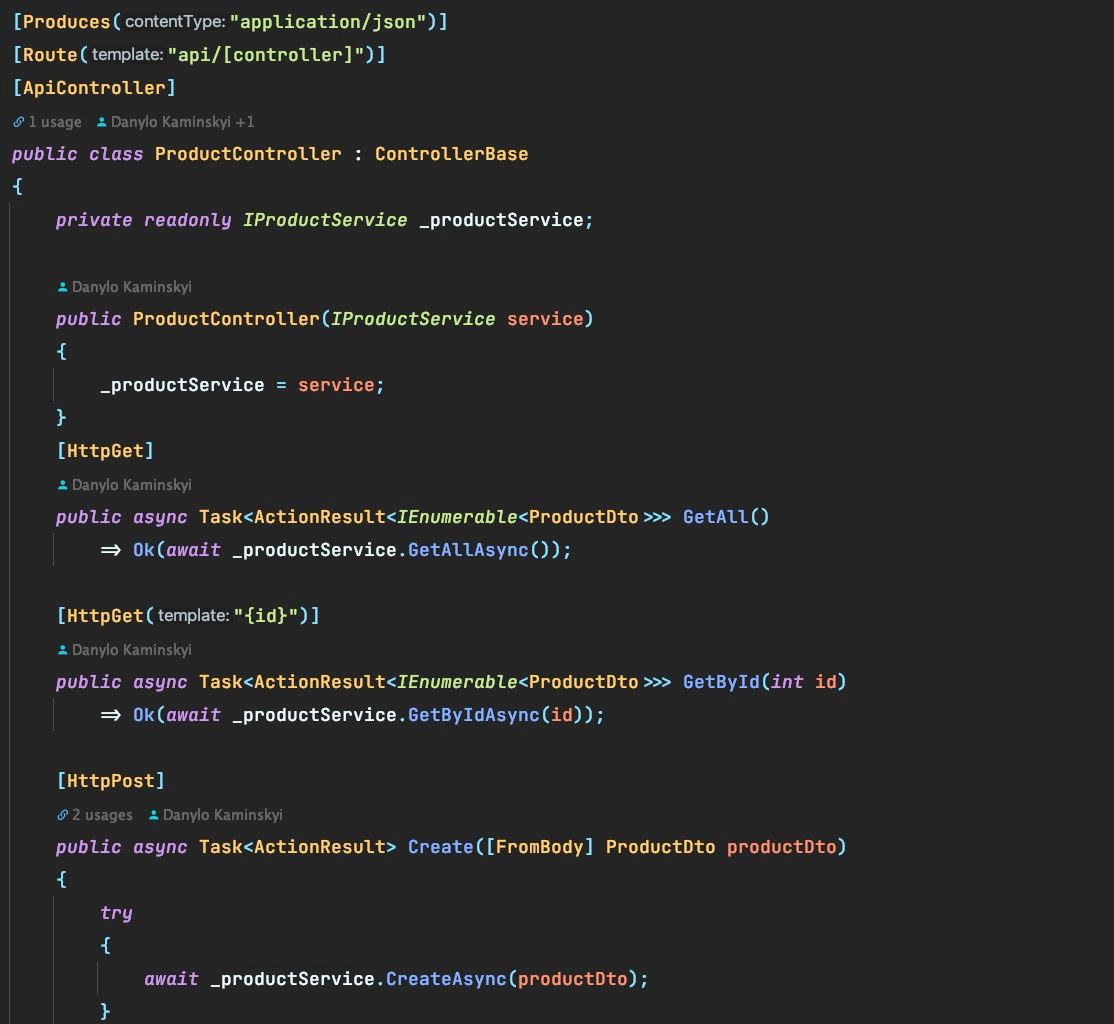 [Produces(contentType:"application/json")]
[Route(template:"api/[controller]")]
[ApiController]
1 usage Danylo Kaminskyi +1
public class ProductController : ControllerBase
{
private readonly IProductService _productService;
Danylo Kaminskyi
public ProductController(IProductService service)
{
_productService = service;
}
[HttpGet]
Danylo Kaminskyi
public async Task<ActionResult<IEnumerable<ProductDto>>> GetAll()
=> Ok(await _productService.GetAllAsync());
[HttpGet(template:"{id}")]
Danylo Kaminskyi
public async Task<ActionResult<IEnumerable<ProductDto>>> GetById(int id)
=> Ok(await _productService.GetByIdAsync(id));
[HttpPost]
2 usages Danylo Kaminskyi
public async Task<ActionResult> Create([FromBody] ProductDto productDto)
{
try
{
await _productService.CreateAsync(productDto);
}